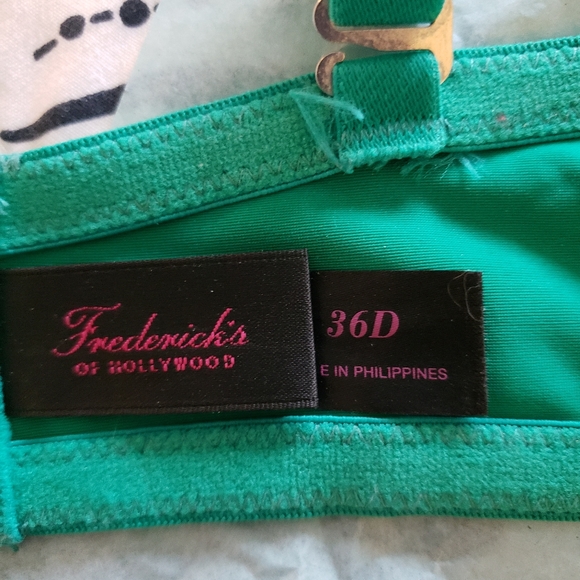 Frederick's
OF HOLLYWOOD
36D
E IN PHILIPPINES